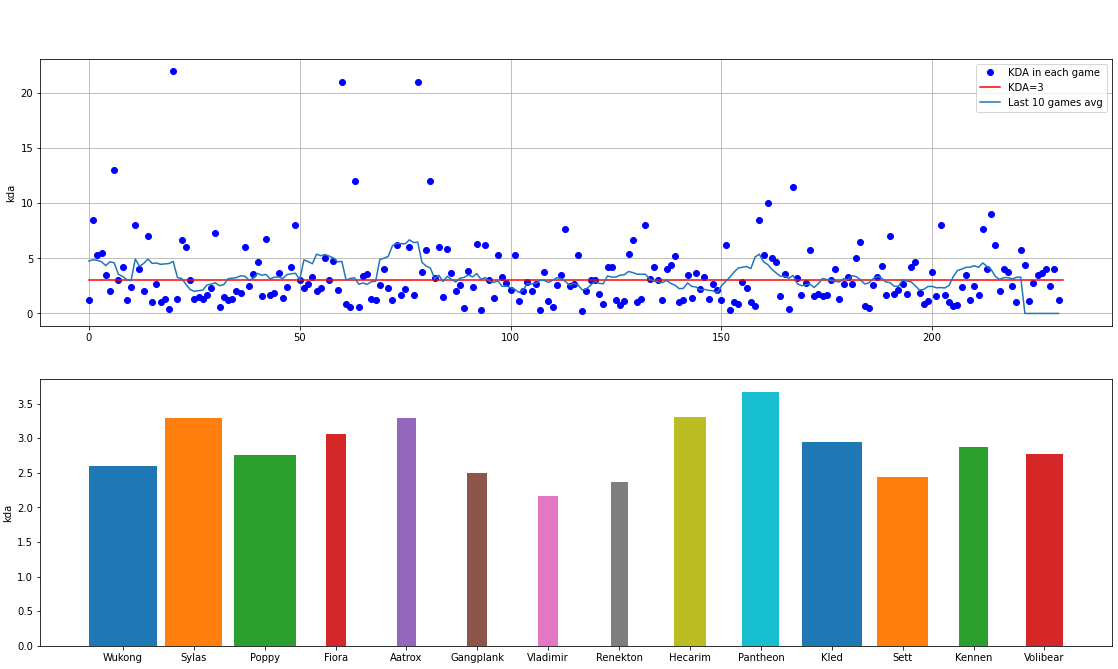 KDA in each game
KDA=3
Last 10 games avg
20
15
10
5
0
kda
0 50 100 150 200
3.5
3.0
2.5
2.0
1.5
1.0
0.5
0.0
kda
Wukong Sylas Poppy Fiora Aatrox Gangplank Vladimir Renekton Hecarim Pantheon Kled Sett Kennen Volibear